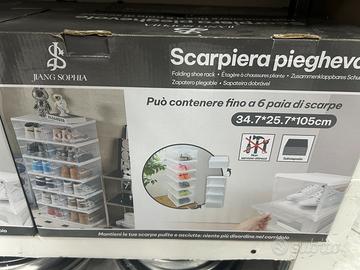 JIANG SOPHIA
Scarpiera pieghevo
Folding shoe rack • Étagère à chaussures pliante • Zusammenklappbares Schu
Zapatero plegable • Sapateira dobrável
Può contenere fino a 6 paia di scarpe
34.7*25.7*105cm
Mantieni le tue scarpe pulite e asciutte: niente più disordine nel corridoio
subito.it